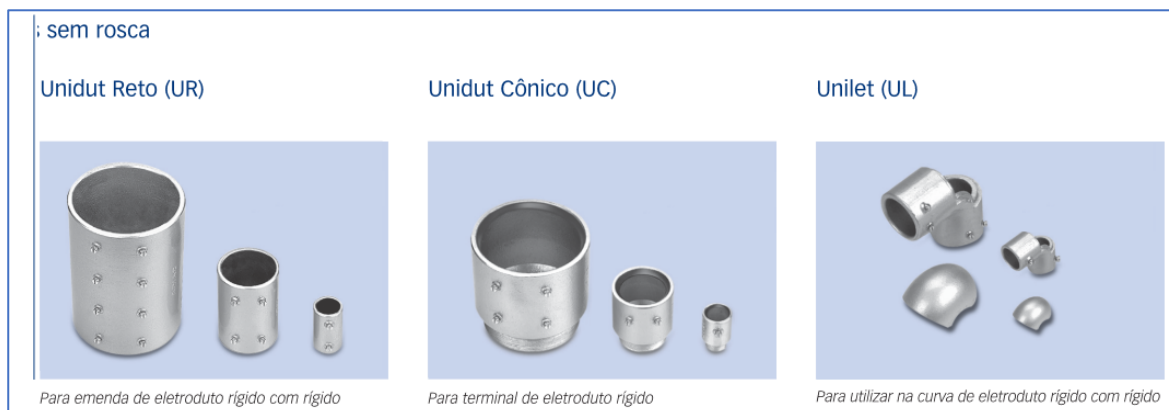 sem rosca
Unidut Reto (UR)
Unidut Cônico (UC)
Unilet (UL)
Para emenda de eletroduto rígido com rígido
Para terminal de eletroduto rígido
Para utilizar na curva de eletroduto rígido com rígido